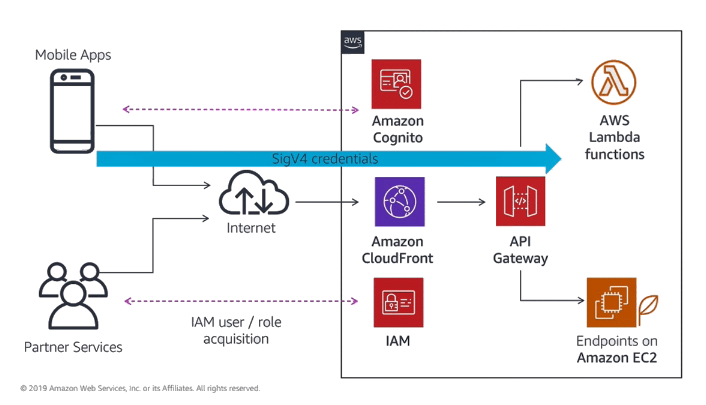 aws
Mobile Apps
Amazon
Cognito
AWS
Lambda
functions
SigV4 credentials
Internet
Amazon
CloudFront
API
Gateway
Partner Services
IAM user / role
acquisition
IAM
Endpoints on
Amazon EC2
© 2019 Amazon Web Services, Inc. or its Affiliates. All rights reserved.